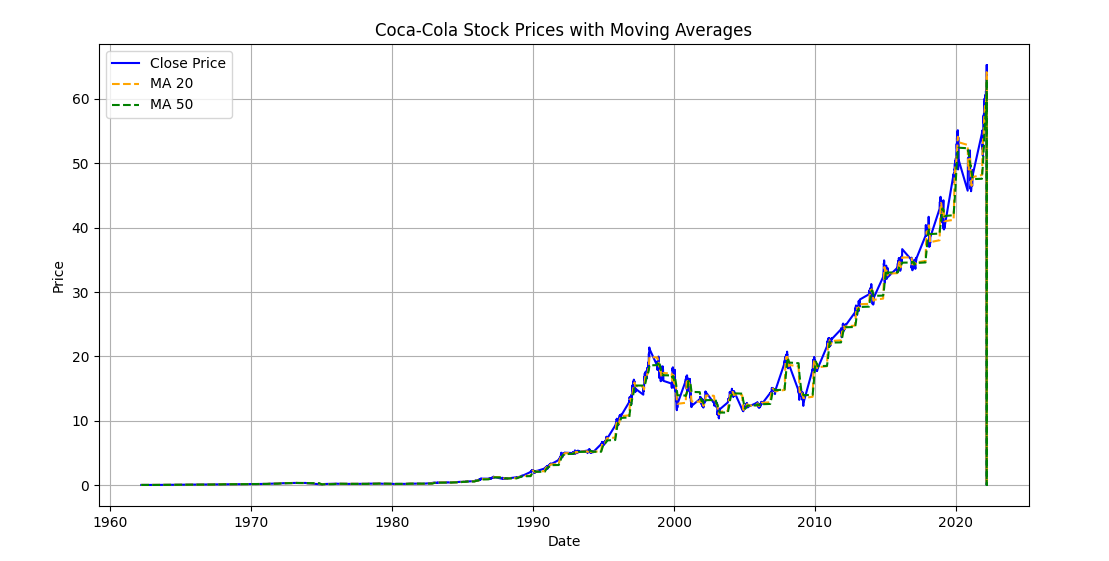 Coca-Cola Stock Prices with Moving Averages
Close Price
MA 20
MA 50
Price
60
50
40
30
20
10
0
1960 1970 1980 1990 2000 2010 2020
Date